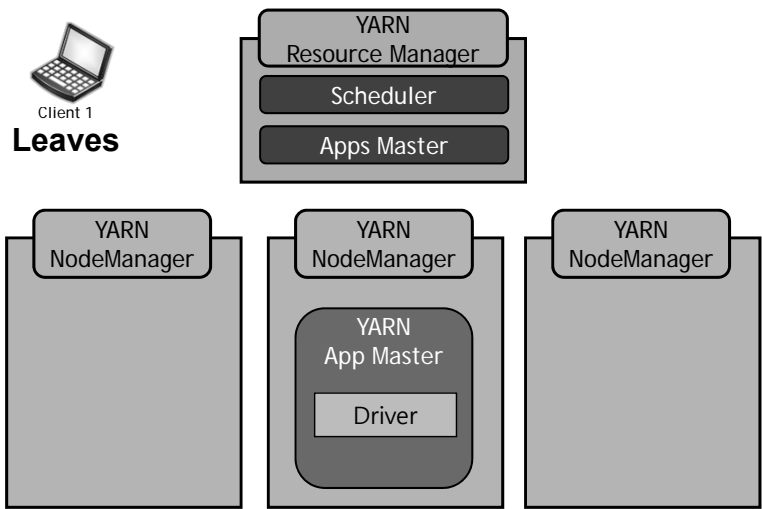 YARN
Resource Manager
Scheduler
Apps Master
Client 1
Leaves
YARN
NodeManager
YARN
NodeManager
YARN
NodeManager
YARN
App Master
Driver